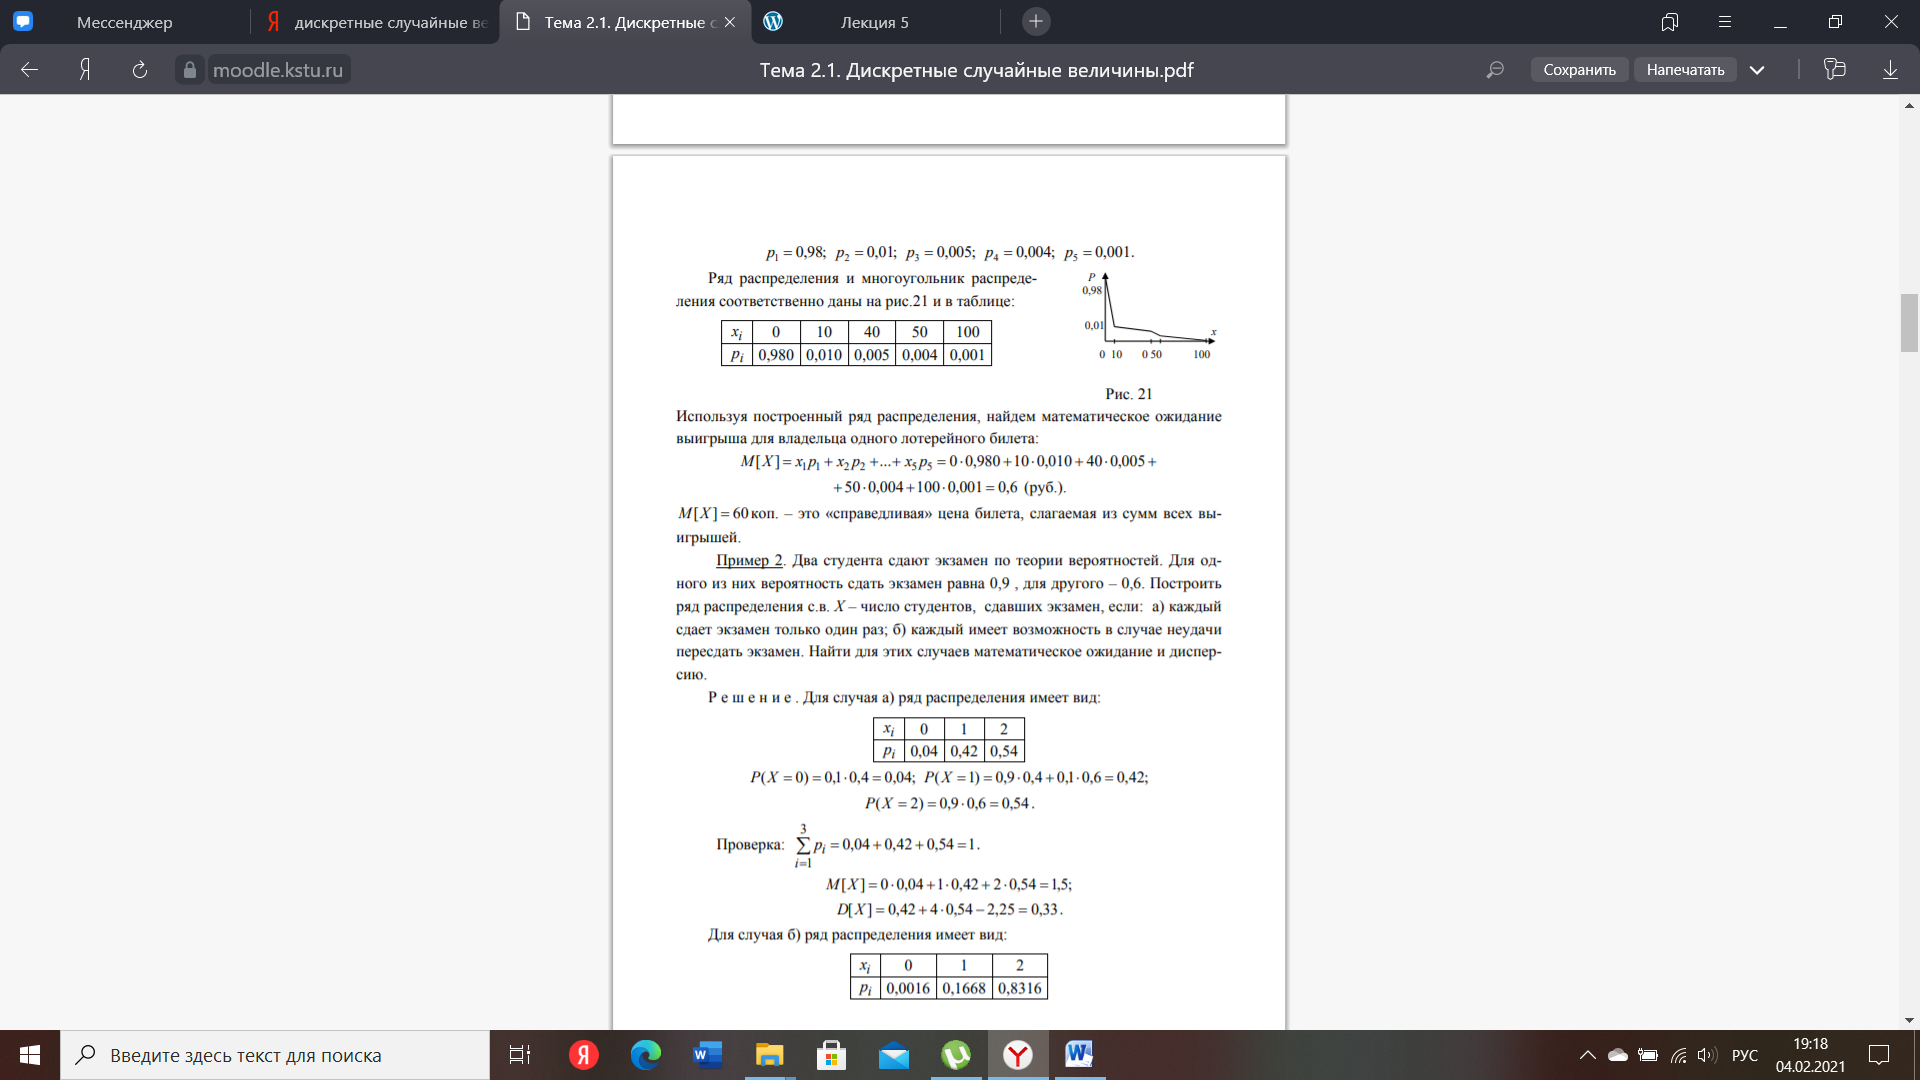 Мессенджер
дискретные случайные ве
Тема 2.1. Дискретные с
Лекция 5
moodle.kstu.ru
Тема 2.1. Дискретные случайные величины.pdf
Сохранить
Напечатать
p₁ = 0,98; p₂ = 0,01; p₃ = 0,005; p₄ = 0,004; p₅ = 0,001.
Ряд распределения и многоугольник распреде-
ления соответственно даны на рис.21 и в таблице:
xᵢ 0 10 40 50 100
pᵢ 0,980 0,010 0,005 0,004 0,001
P
0,98
0,01
x
0 10 0 50 100
Рис. 21
Используя построенный ряд распределения, найдем математическое ожидание
выигрыша для владельца одного лотерейного билета:
M[X] = x₁p₁ + x₂p₂ +...+ x₅p₅ = 0·0,980 + 10·0,010 + 40·0,005 +
+ 50·0,004 + 100·0,001 = 0,6 (руб.).
M[X] = 60 коп. – это «справедливая» цена билета, слагаемая из сумм всех вы-
игрышей.
Пример 2. Два студента сдают экзамен по теории вероятностей. Для од-
ного из них вероятность сдать экзамен равна 0,9 , для другого – 0,6. Построить
ряд распределения с.в. X – число студентов, сдавших экзамен, если: а) каждый
сдает экзамен только один раз; б) каждый имеет возможность в случае неудачи
пересдать экзамен. Найти для этих случаев математическое ожидание и диспер-
сию.
Р е ш е н и е . Для случая а) ряд распределения имеет вид:
xᵢ 0 1 2
pᵢ 0,04 0,42 0,54
P(X = 0) = 0,1·0,4 = 0,04; P(X = 1) = 0,9·0,4 + 0,1·0,6 = 0,42;
P(X = 2) = 0,9·0,6 = 0,54.
3
Проверка: ∑ pᵢ = 0,04 + 0,42 + 0,54 = 1.
i=1
M[X] = 0·0,04 + 1·0,42 + 2·0,54 = 1,5;
D[X] = 0,42 + 4·0,54 − 2,25 = 0,33.
Для случая б) ряд распределения имеет вид:
xᵢ 0 1 2
pᵢ 0,0016 0,1668 0,8316
Введите здесь текст для поиска
РУС
19:18
04.02.2021